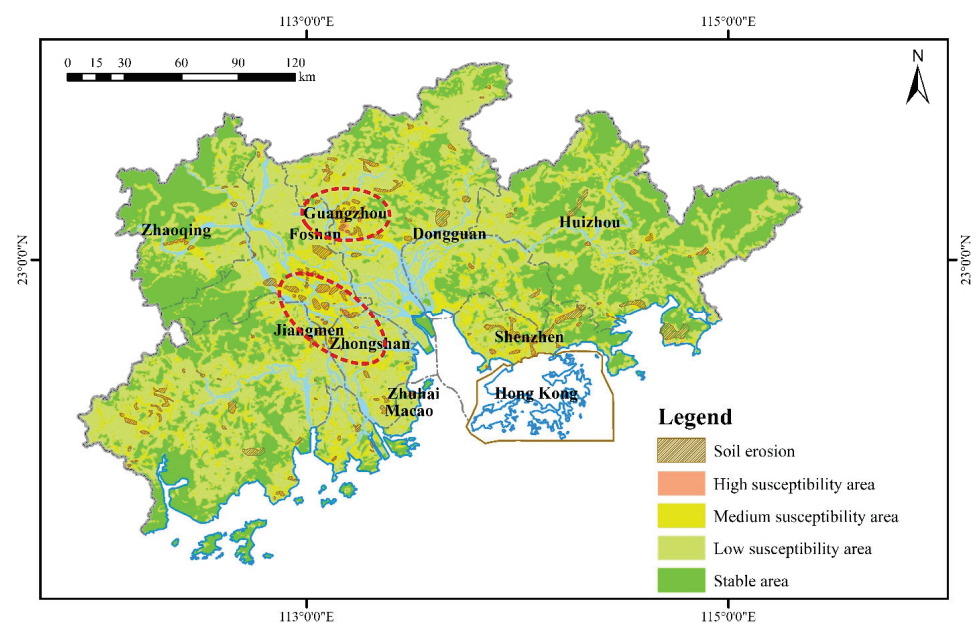 113°0'0"E
115°0'0"E
0 15 30 60 90 120
km
N
Guangzhou
Zhaoqing
Foshan
Dongguan
Huizhou
23°0'0"N
23°0'0"N
Jiangmen
Zhongshan
Shenzhen
Zhuhai
Macao
Hong Kong
Legend
Soil erosion
High susceptibility area
Medium susceptibility area
Low susceptibility area
Stable area
113°0'0"E
115°0'0"E